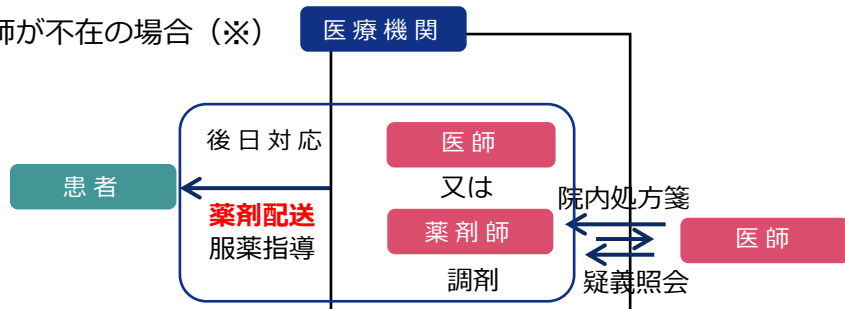 師が不在の場合（※）
医療機関
後日対応
医師
患者
又は
院内処方箋
薬剤配送
薬剤師
医師
服薬指導
調剤
疑義照会